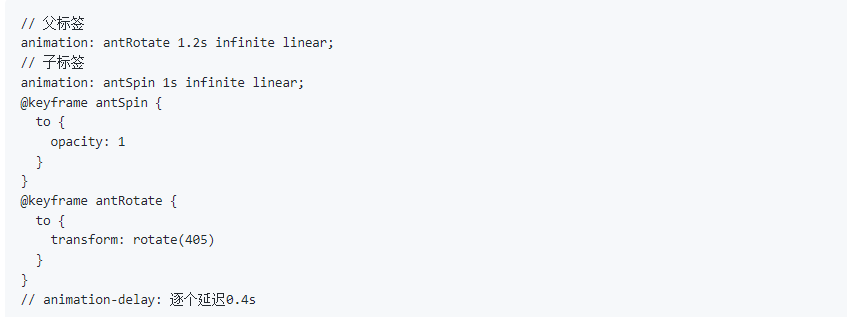 // 父标签
animation: antRotate 1.2s infinite linear;
// 子标签
animation: antSpin 1s infinite linear;
@keyframe antSpin {
  to {
    opacity: 1
  }
}
@keyframe antRotate {
  to {
    transform: rotate(405)
  }
}
// animation-delay: 逐个延迟0.4s